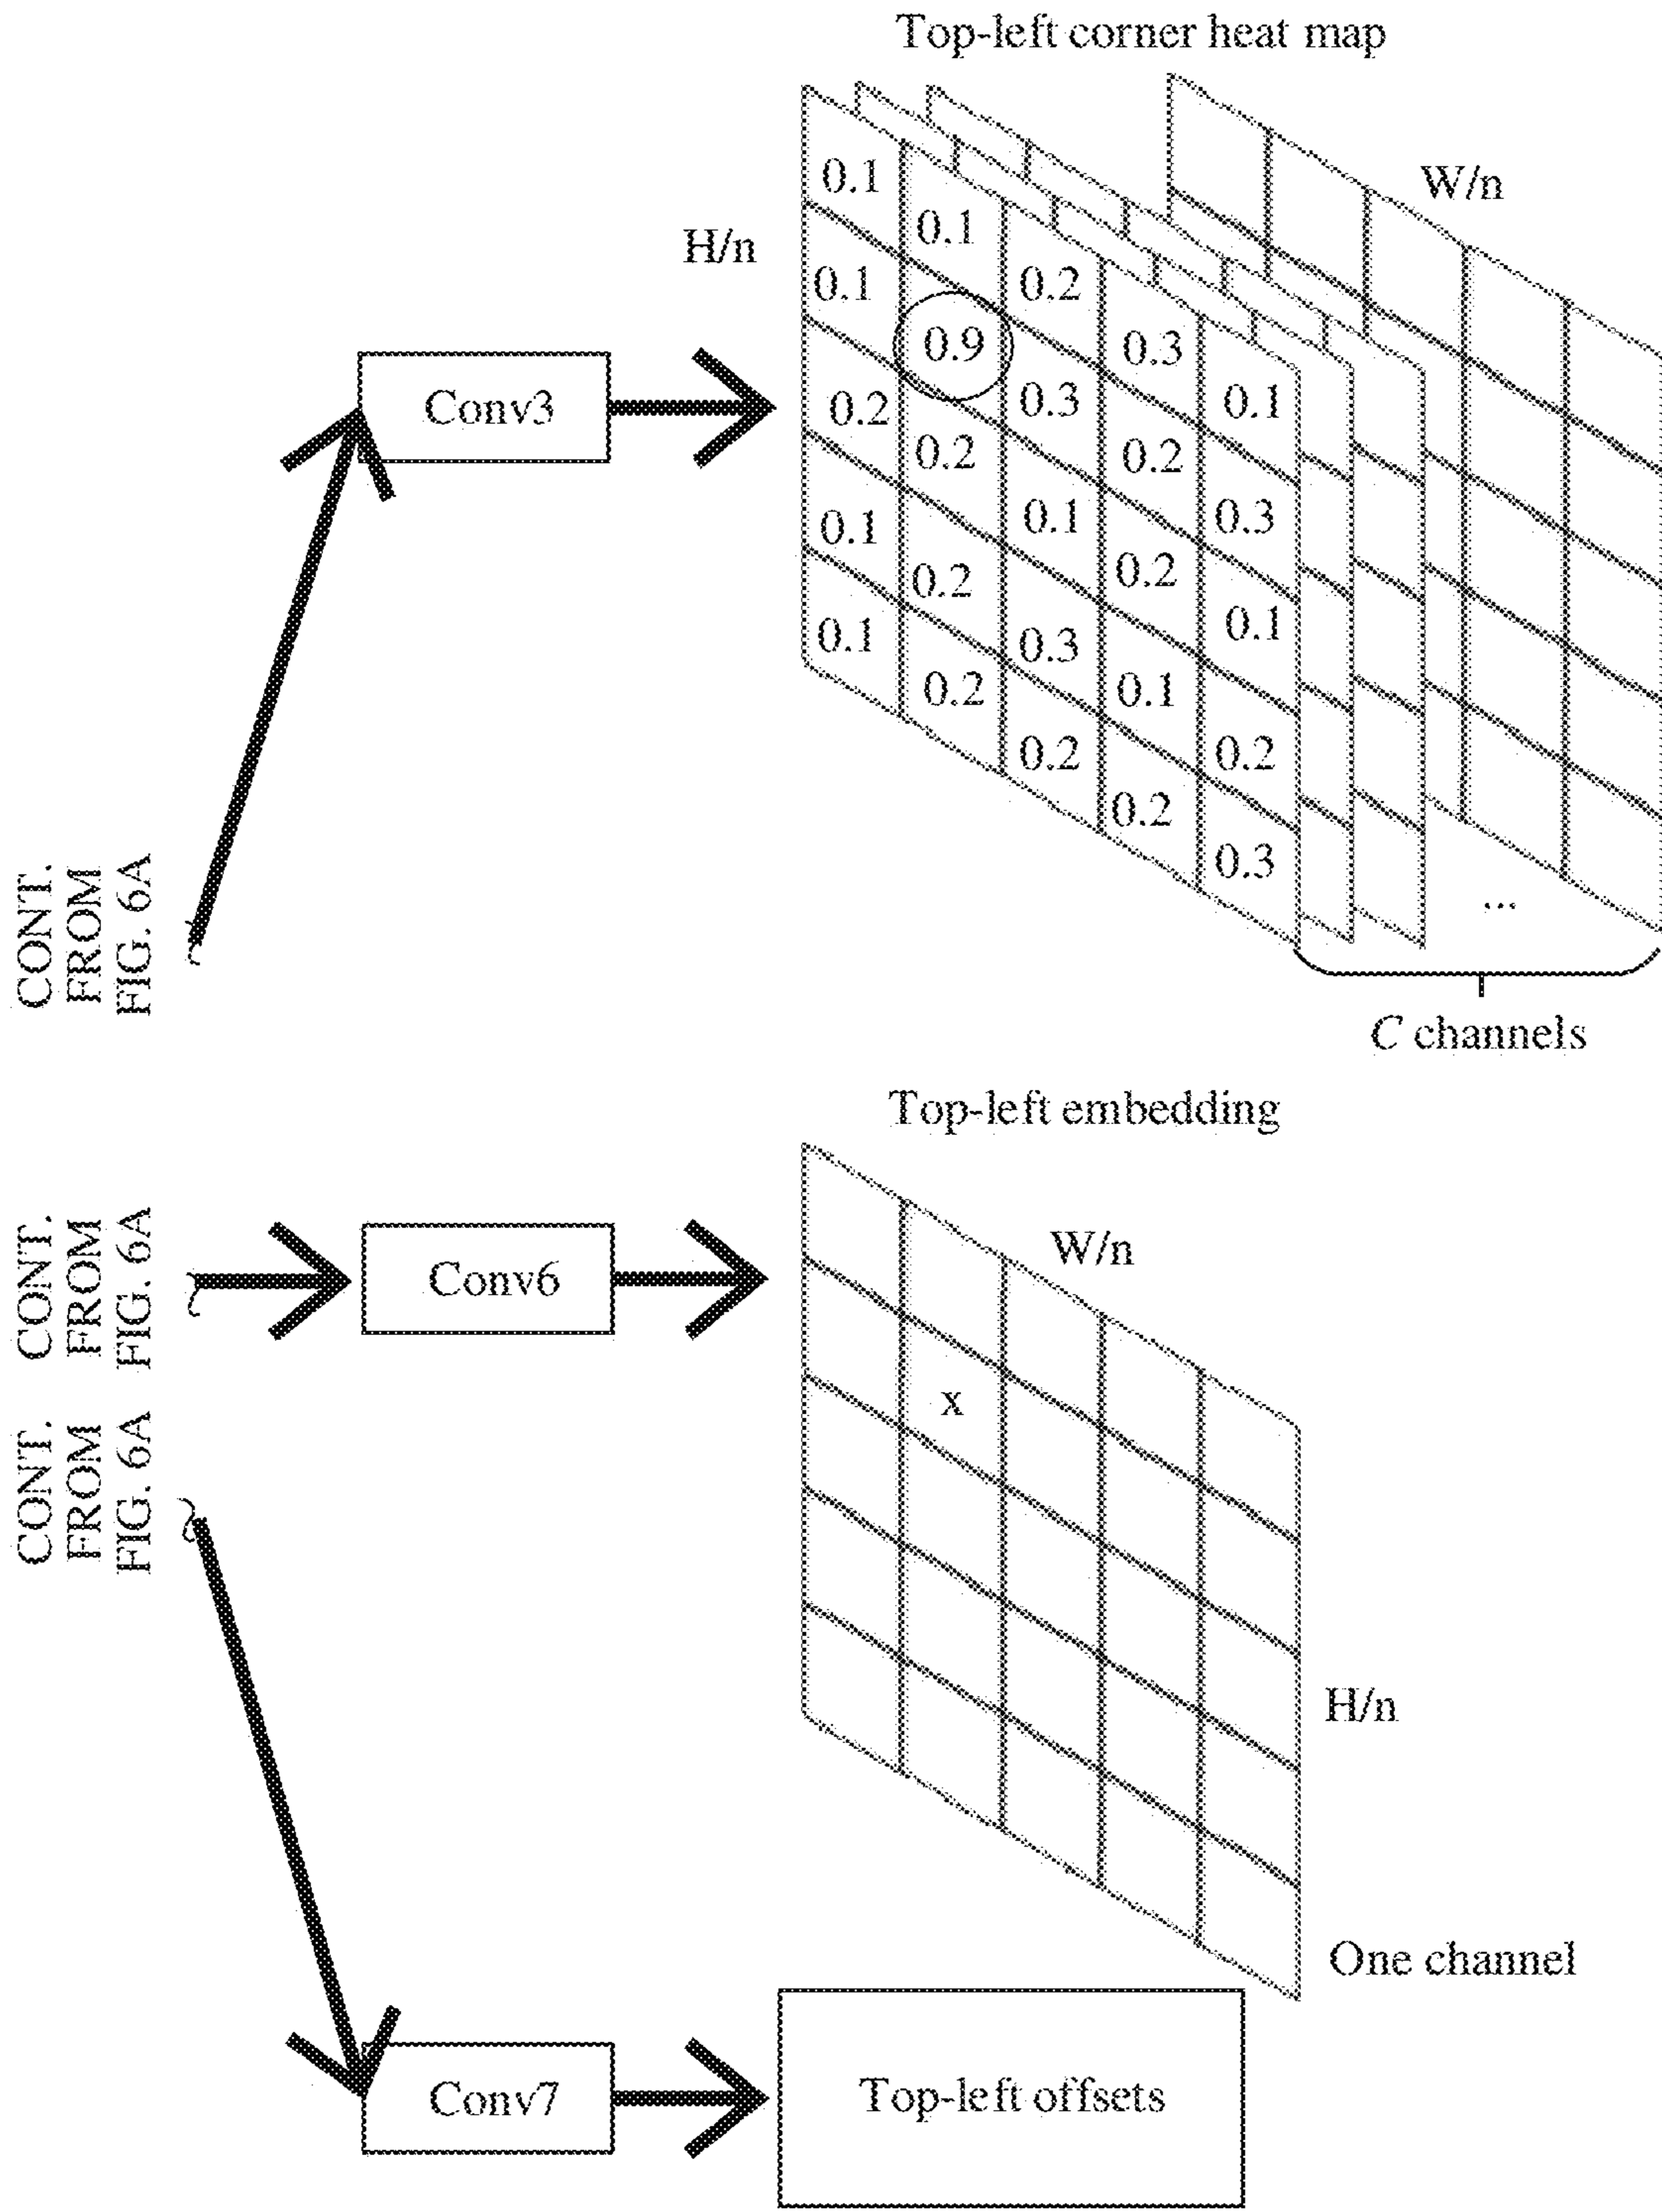 Top-left corner heat map
W/n
H/n
0.1
0.1
0.2
0.3
0.1
0.1
0.9
0.3
0.2
0.3
0.2
0.2
0.1
0.2
0.1
0.1
0.2
0.3
0.1
0.2
0.1
0.2
0.2
0.2
0.3
Conv3
...
C channels
CONT.
FROM
FIG. 6A
Top-left embedding
W/n
Conv6
CONT.
FROM
FIG. 6A
x
H/n
One channel
CONT.
FROM
FIG. 6A
Conv7
Top-left offsets